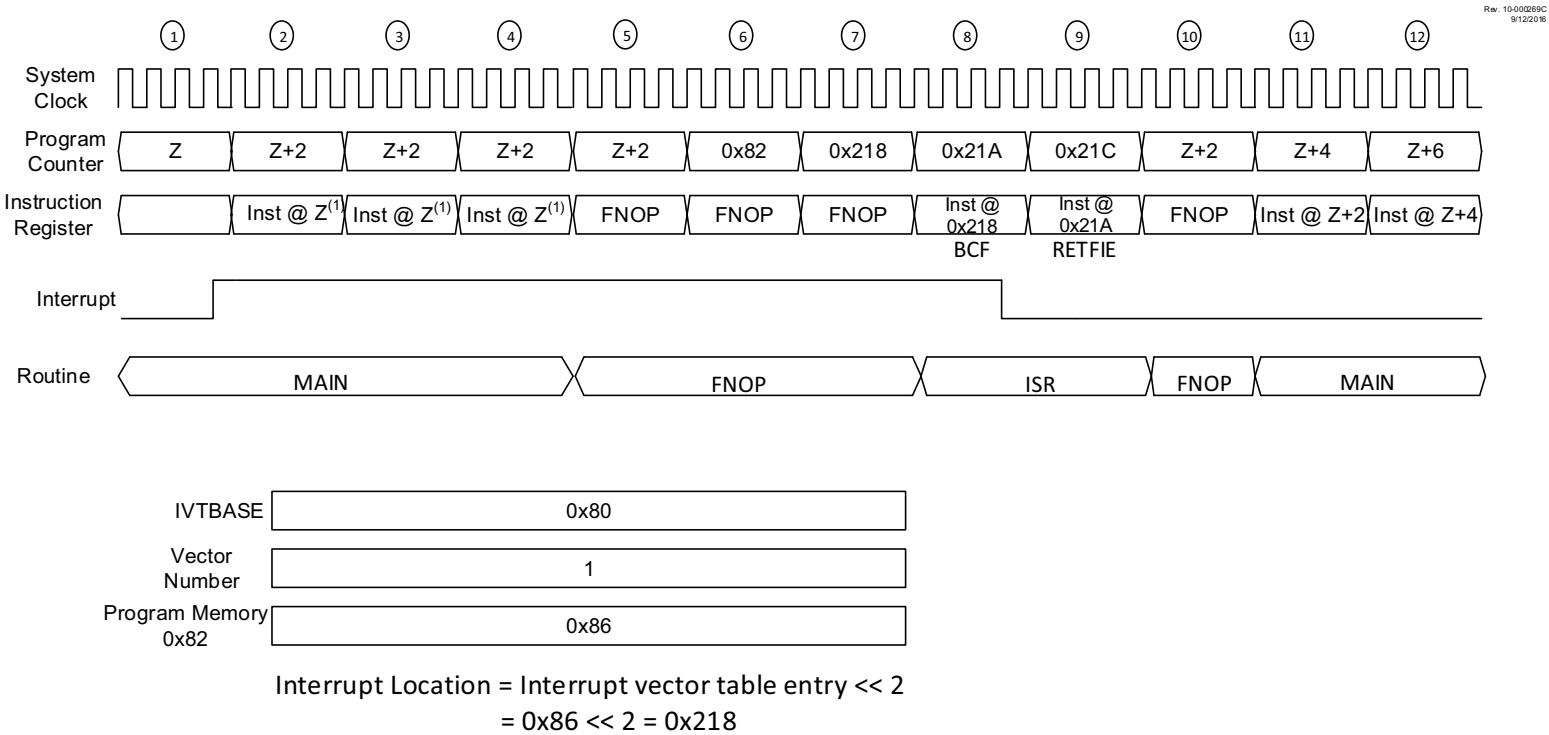 Rev. 10-000269C
9/12/2016
1 2 3 4 5 6 7 8 9 10 11 12
System
Clock
Program
Counter
Z Z+2 Z+2 Z+2 Z+2 0x82 0x218 0x21A 0x21C Z+2 Z+4 Z+6
Instruction
Register
Inst @ Z(1) Inst @ Z(1) Inst @ Z(1) FNOP FNOP FNOP Inst @ 0x218 Inst @ 0x21A FNOP Inst @ Z+2 Inst @ Z+4
BCF RETFIE
Interrupt
Routine MAIN FNOP ISR FNOP MAIN
IVTBASE 0x80
Vector
Number
1
Program Memory
0x82
0x86
Interrupt Location = Interrupt vector table entry << 2
= 0x86 << 2 = 0x218